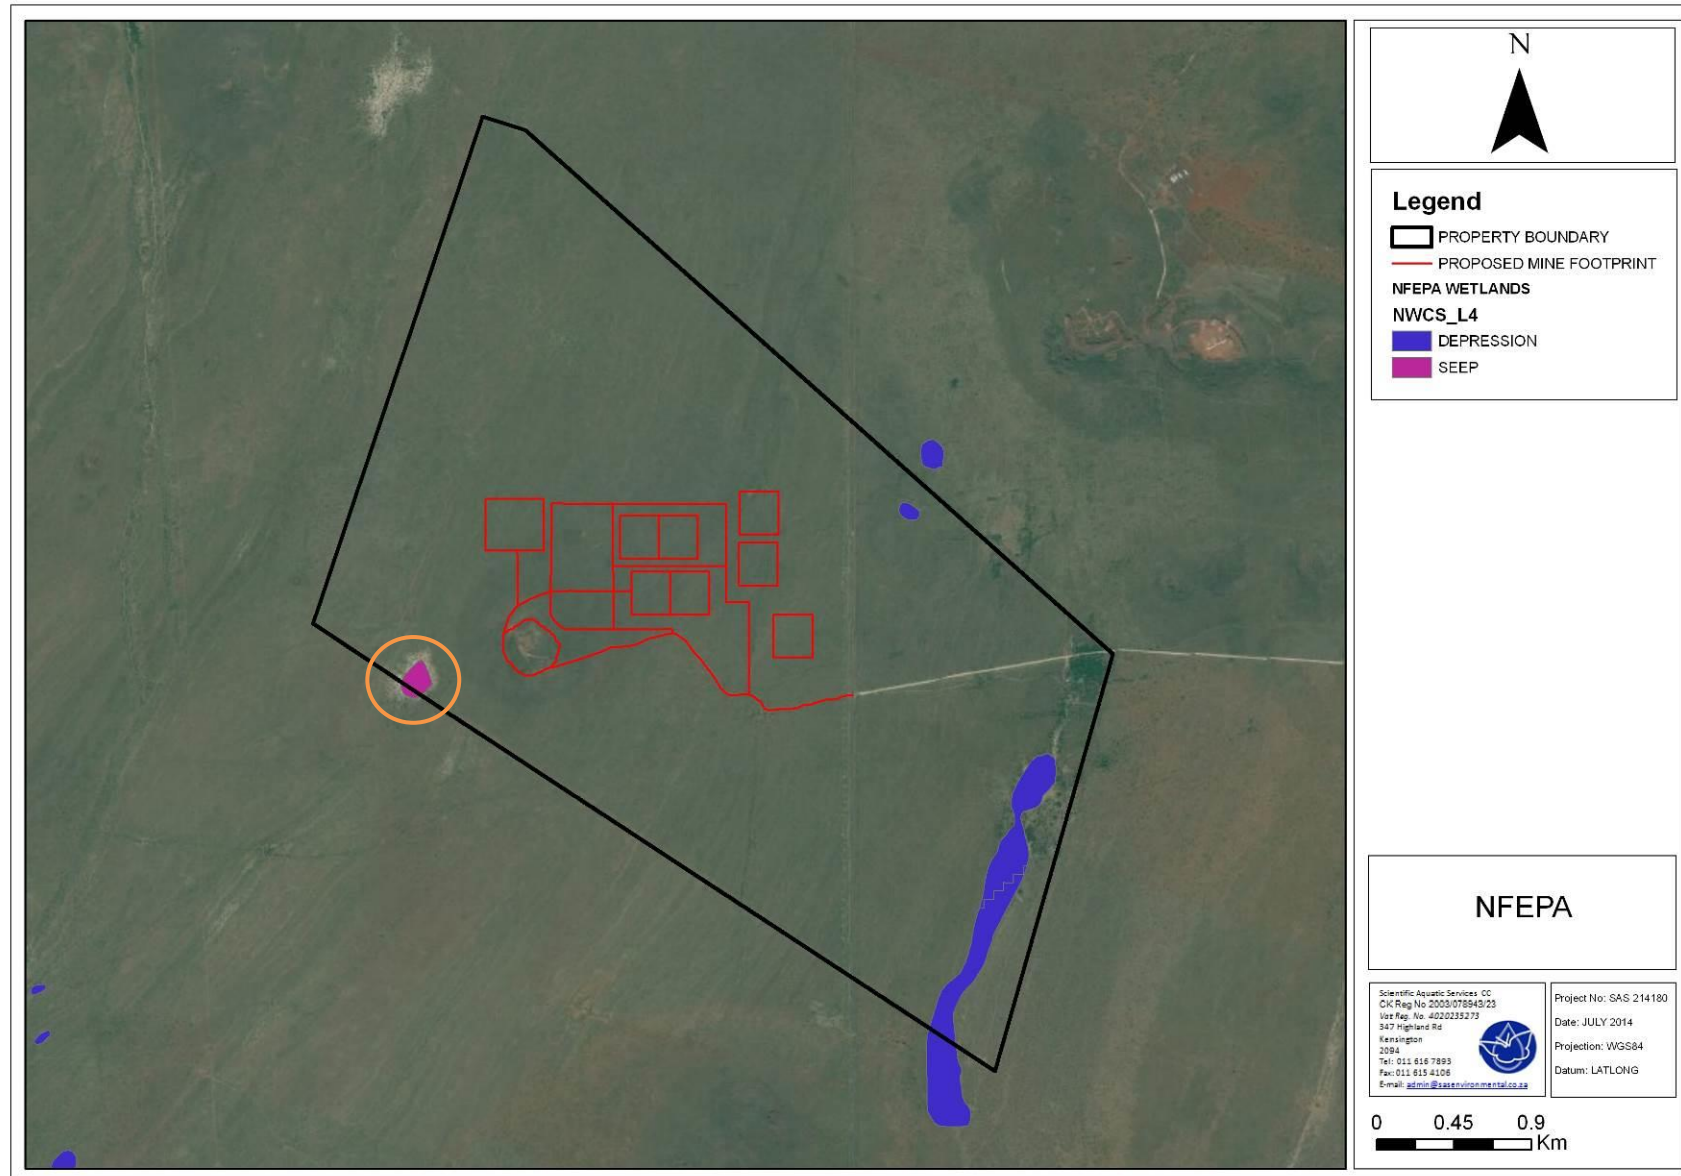 N
Legend
PROPERTY BOUNDARY
PROPOSED MINE FOOTPRINT
NFEPA WETLANDS
NWCS_L4
DEPRESSION
SEEP
NFEPA
Scientific Aquatic Services CC
CK Reg No 2003/078943/23
Vat Reg. No. 4020235273
347 Highland Rd
Kensington
2094
Tel: 011 616 7893
Fax: 011 615 4106
E-mail: admin@sasenvironmental.co.za
Project No: SAS 214180
Date: JULY 2014
Projection: WGS84
Datum: LATLONG
0 0.45 0.9
Km